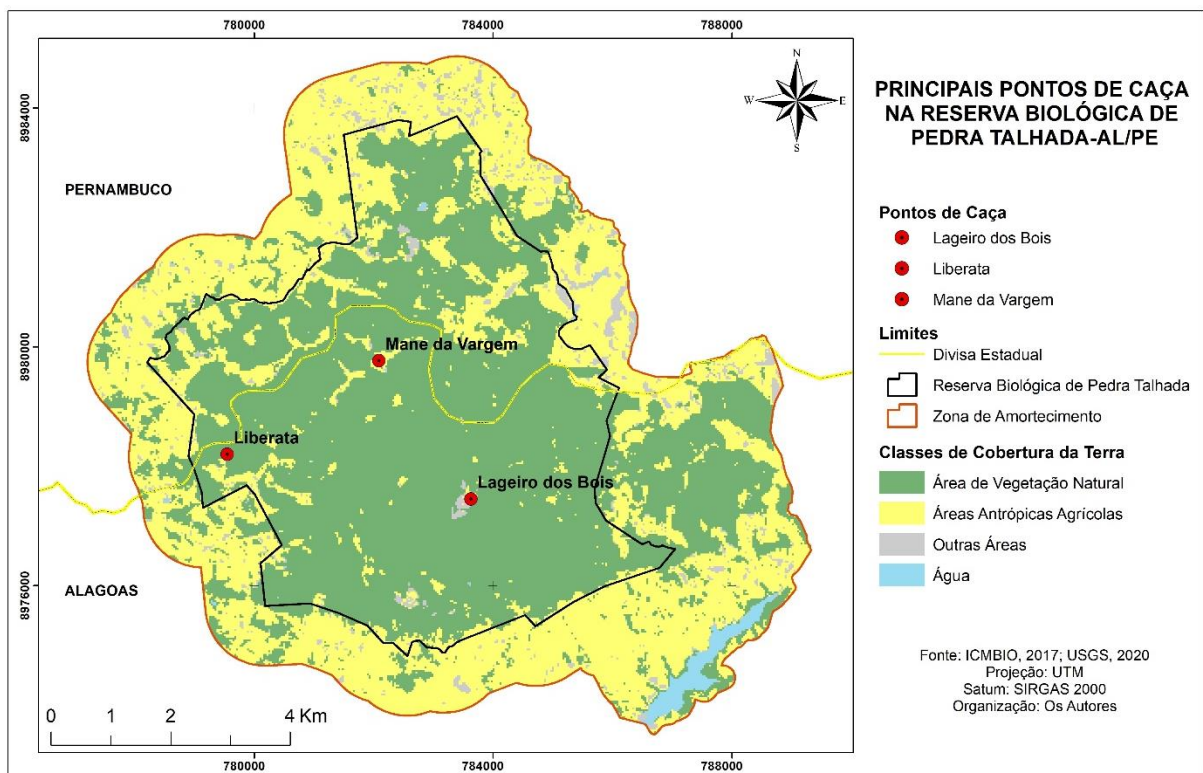 780000
784000
788000
N
W
E
S
PRINCIPAIS PONTOS DE CAÇA
NA RESERVA BIOLÓGICA DE
PEDRA TALHADA-AL/PE
8984000
PERNAMBUCO
Pontos de Caça
Lageiro dos Bois
Liberata
Mane da Vargem
8980000
Mane da Vargem
Limites
Divisa Estadual
Reserva Biológica de Pedra Talhada
Zona de Amortecimento
Liberata
Lageiro dos Bois
Classes de Cobertura da Terra
Área de Vegetação Natural
Áreas Antrópicas Agrícolas
Outras Áreas
Água
8976000
ALAGOAS
Fonte: ICMBIO, 2017; USGS, 2020
Projeção: UTM
Satum: SIRGAS 2000
Organização: Os Autores
0 1 2 4 Km
780000
784000
788000